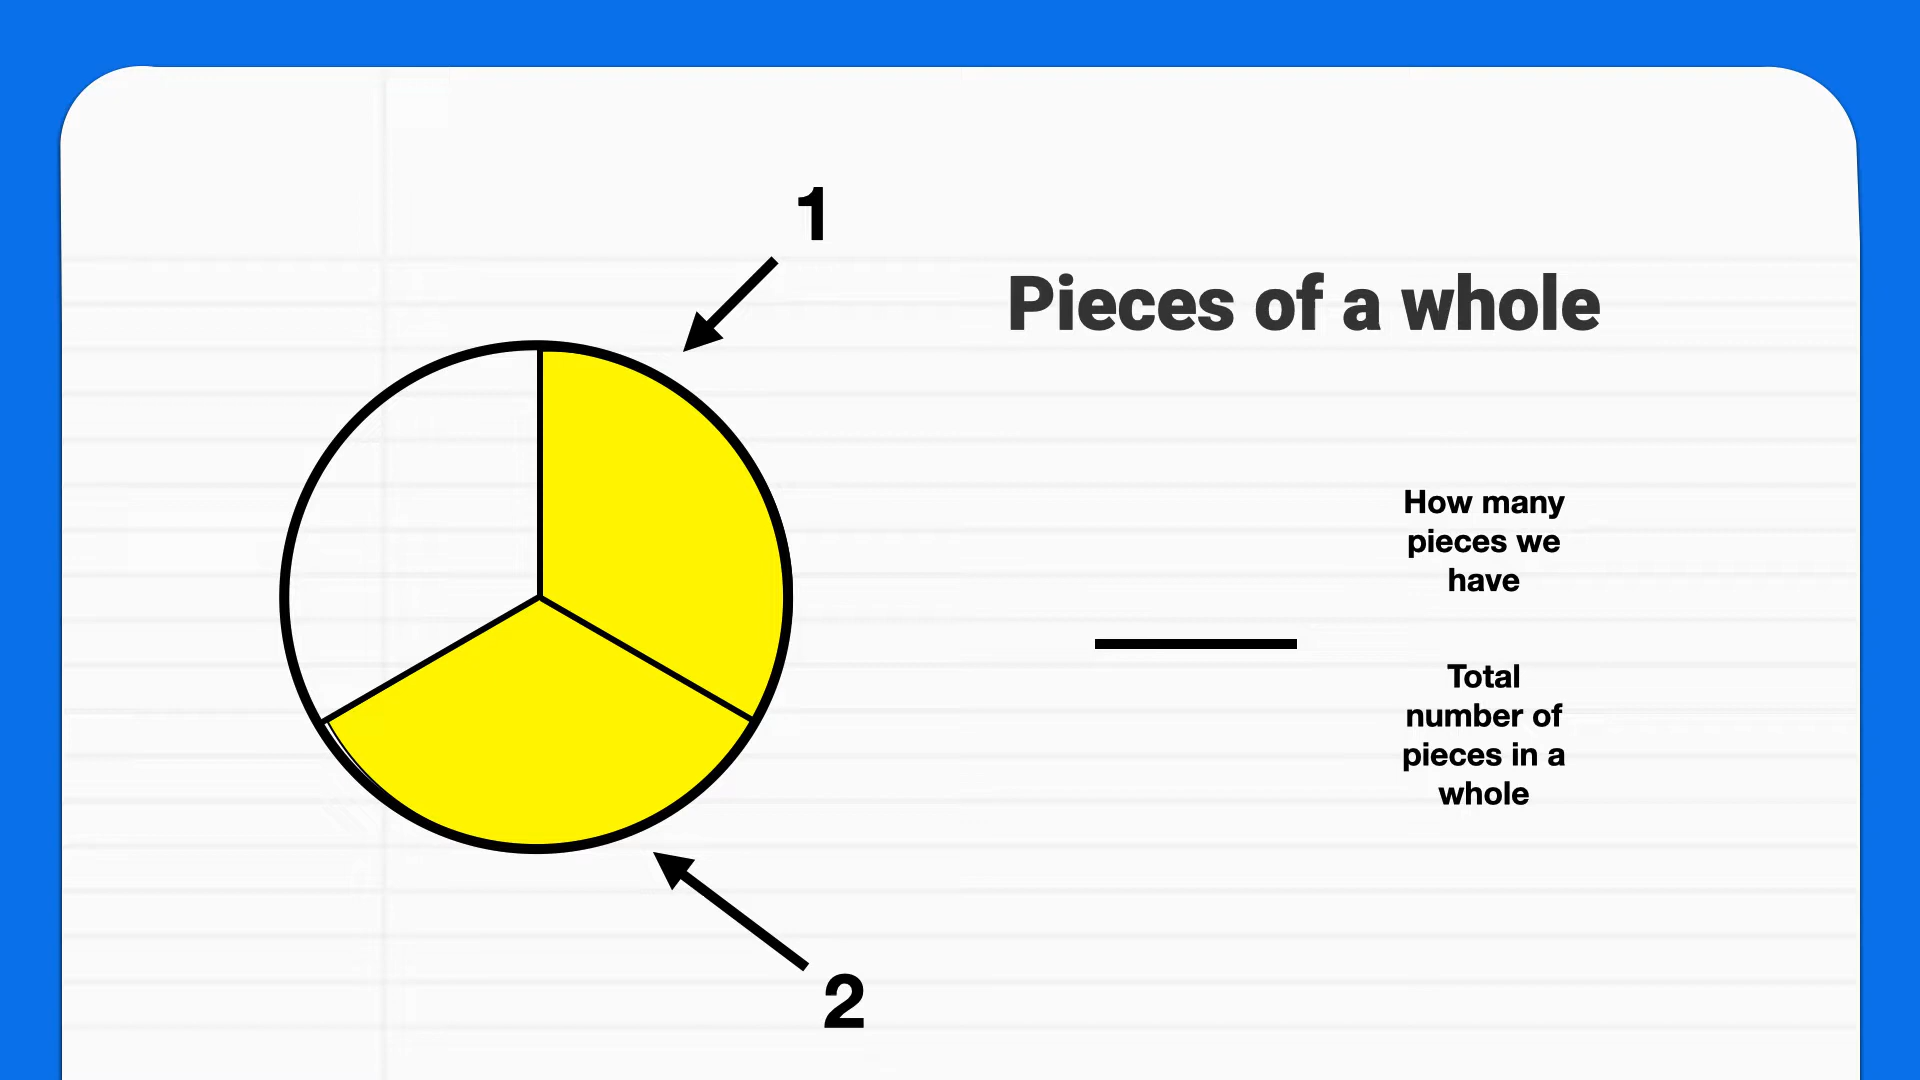 1
Pieces of a whole
How many
pieces we
have
Total
number of
pieces in a
whole
2